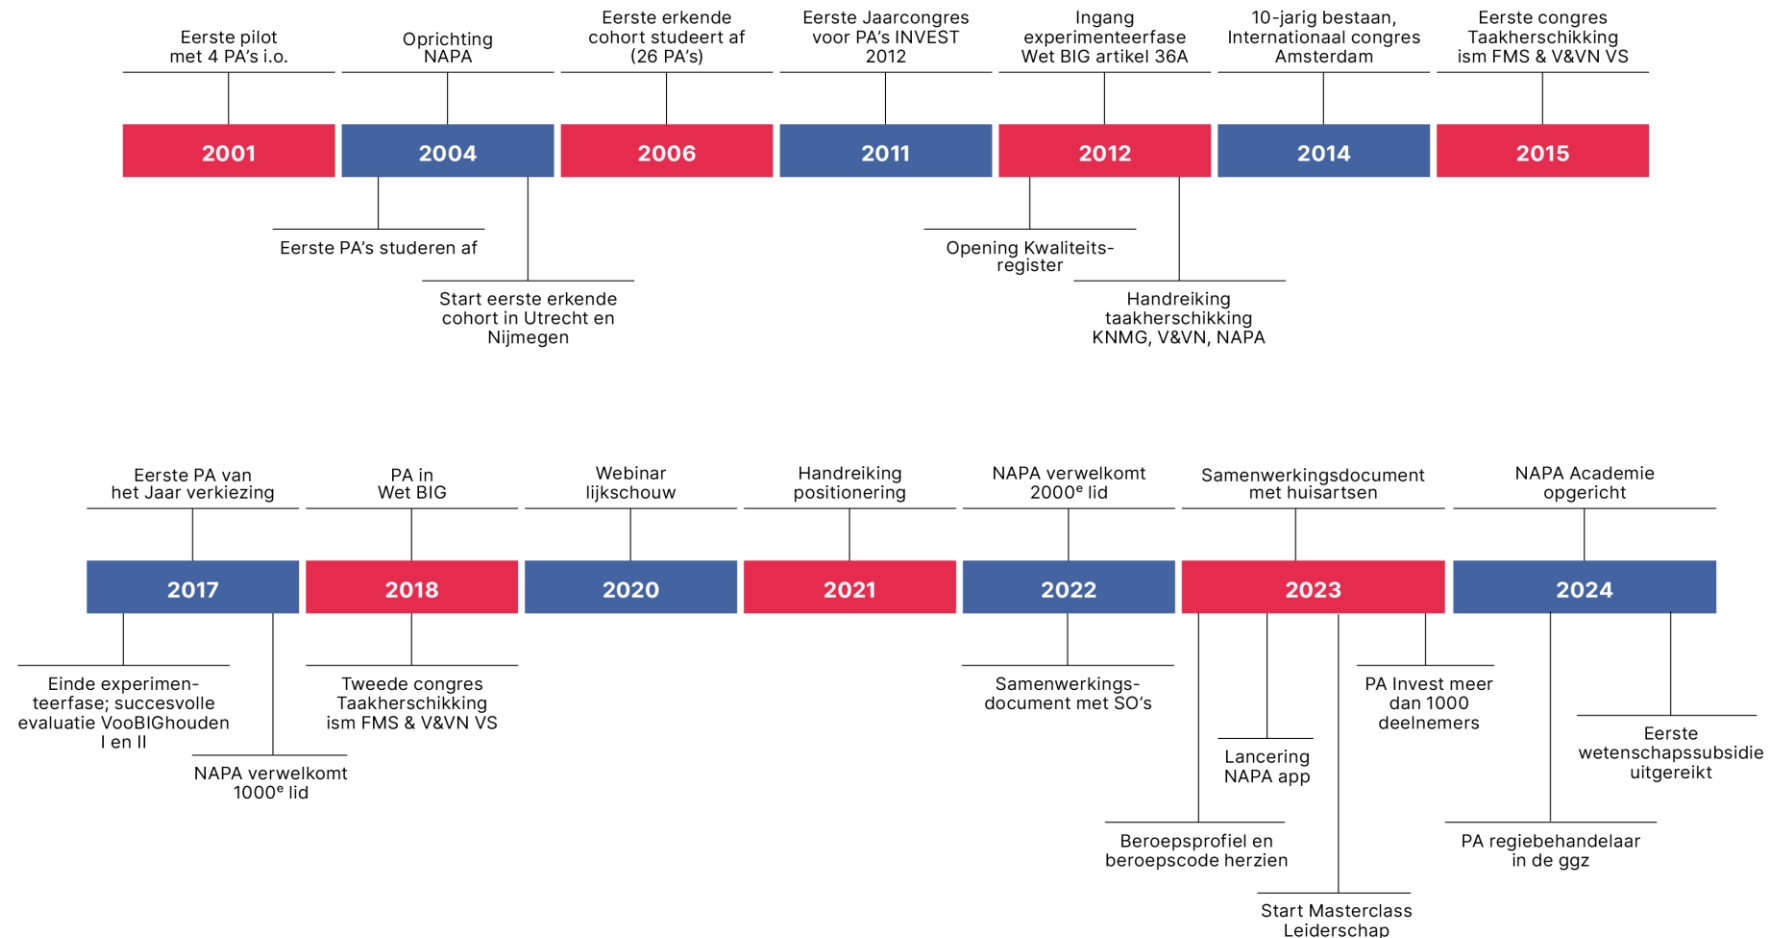 Eerste pilot
met 4 PA's i.o.
Oprichting
NAPA
Eerste erkende
cohort studeert af
(26 PA's)
Eerste Jaarcongres
voor PA's INVEST
2012
Ingang
experimenteerfase
Wet BIG artikel 36A
10-jarig bestaan,
Internationaal congres
Amsterdam
Eerste congres
Taakherschikking
ism FMS & V&VN VS
2001
2004
2006
2011
2012
2014
2015
Eerste PA's studeren af
Start eerste erkende
cohort in Utrecht en
Nijmegen
Opening Kwaliteits-
register
Handreiking
taakherschikking
KNMG, V&VN, NAPA
Eerste PA van
het Jaar verkiezing
PA in
Wet BIG
Webinar
lijkschouw
Handreiking
positionering
NAPA verwelkomt
2000ᵉ lid
Samenwerkingsdocument
met huisartsen
NAPA Academie
opgericht
2017
2018
2020
2021
2022
2023
2024
Einde experimen-
teerfase; succesvolle
evaluatie VooBIGhouden
I en II
NAPA verwelkomt
1000ᵉ lid
Tweede congres
Taakherschikking
ism FMS & V&VN VS
Samenwerkings-
document met SO's
Beroepsprofiel en
beroepscode herzien
Lancering
NAPA app
Start Masterclass
Leiderschap
PA Invest meer
dan 1000
deelnemers
PA regiebehandelaar
in de ggz
Eerste
wetenschapssubsidie
uitgereikt